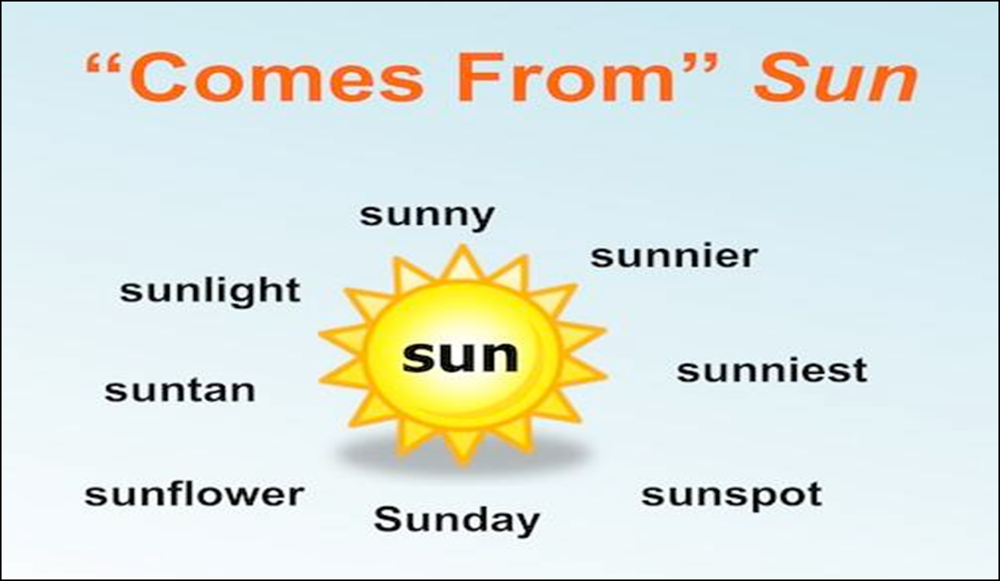 “Comes From” Sun
sunny
sunnier
sunlight
sun
sunniest
suntan
sunflower
sunspot
Sunday